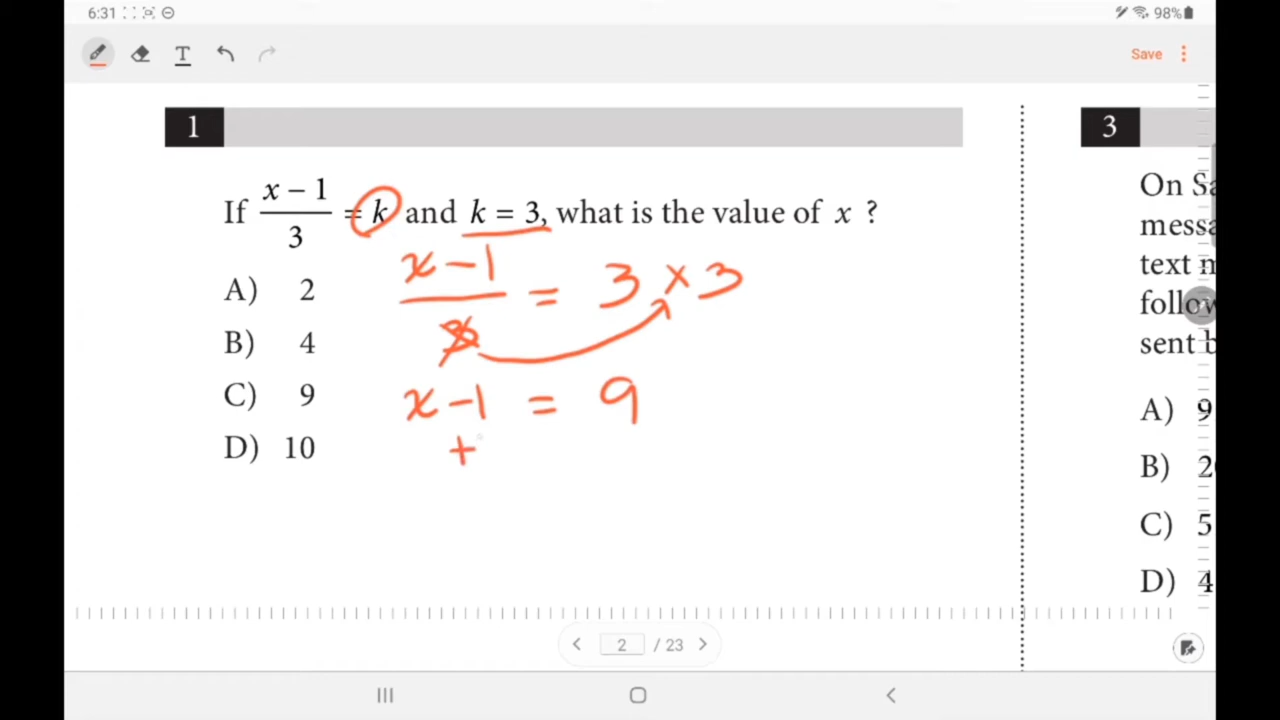 6:31 98%
T Save
1
3
If (x − 1)/3 = k and k = 3, what is the value of x ?
A) 2
B) 4
C) 9
D) 10
x − 1 / 3 = 3 × 3
x − 1 = 9
+
On Sa
messa
text m
follow
sent b
A) 9
B) 2
C) 5
D) 4
2 / 23